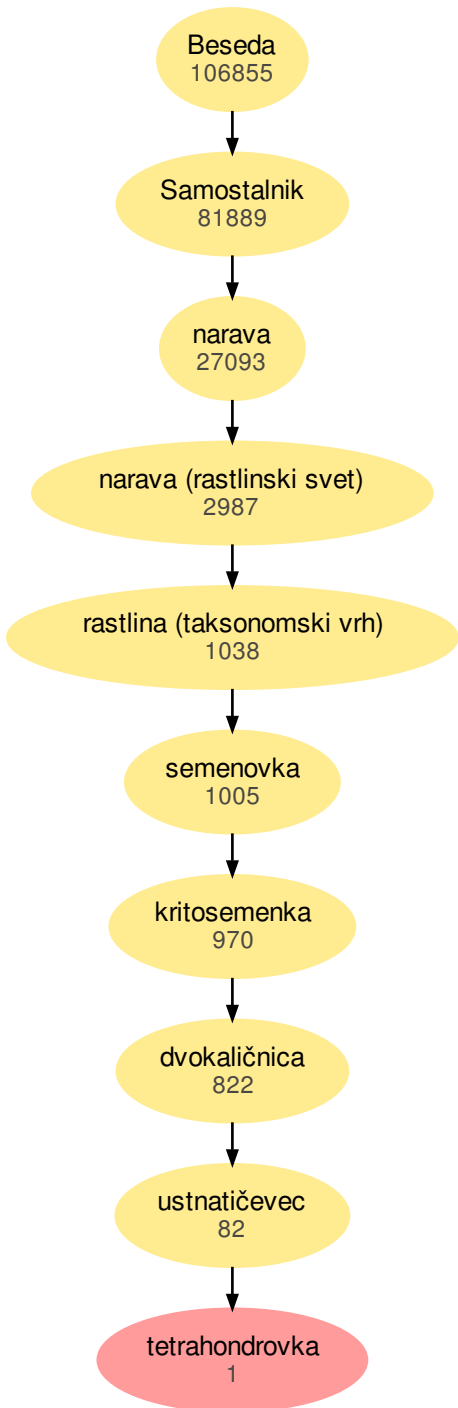 Beseda
106855
Samostalnik
81889
narava
27093
narava (rastlinski svet)
2987
rastlina (taksonomski vrh)
1038
semenovka
1005
kritosemenka
970
dvokaličnica
822
ustnatičevec
82
tetrahondrovka
1